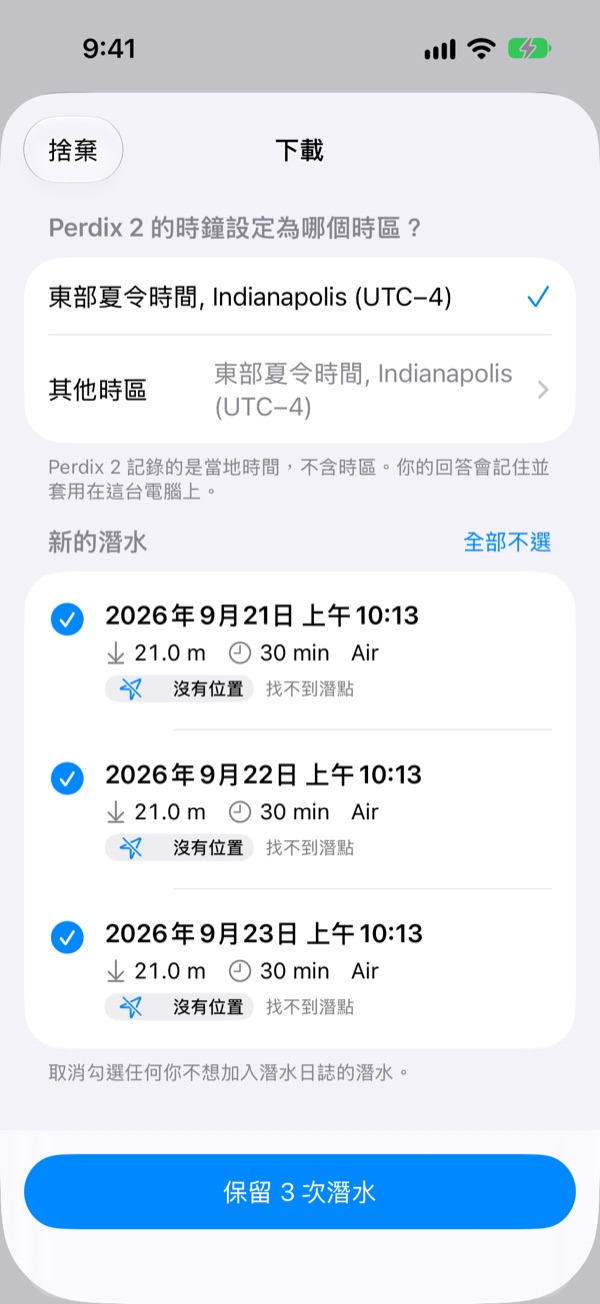 9:41
捨棄
下載
Perdix 2 的時鐘設定為哪個時區？
東部夏令時間, Indianapolis (UTC−4)
其他時區
東部夏令時間, Indianapolis
(UTC−4)
Perdix 2 記錄的是當地時間，不含時區。你的回答會記住並
套用在這台電腦上。
新的潛水
全部不選
2026年9月21日 上午10:13
21.0 m 30 min Air
沒有位置 找不到潛點
2026年9月22日 上午10:13
21.0 m 30 min Air
沒有位置 找不到潛點
2026年9月23日 上午10:13
21.0 m 30 min Air
沒有位置 找不到潛點
取消勾選任何你不想加入潛水日誌的潛水。
保留 3 次潛水